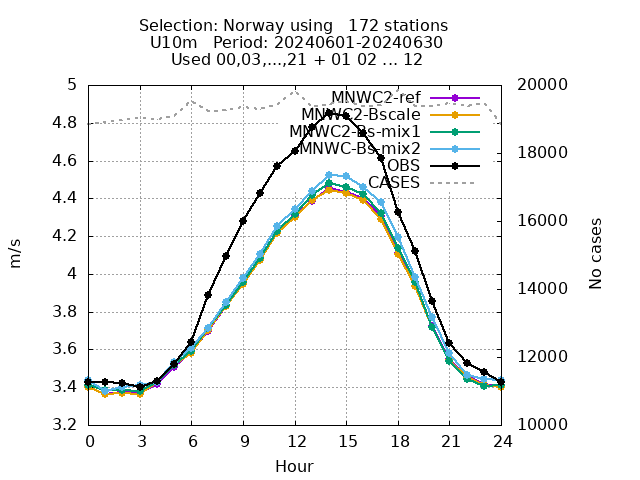 Selection: Norway using   172 stations
U10m   Period: 20240601-20240630
Used 00,03,...,21 + 01 02 ... 12
MNWC2-ref
MNWC2-Bscale
MNWC2-Bs-mix1
MNWC-Bs-mix2
OBS
CASES
5
4.8
4.6
4.4
4.2
4
3.8
3.6
3.4
3.2
m/s
20000
18000
16000
14000
12000
10000
No cases
0 3 6 9 12 15 18 21 24
Hour